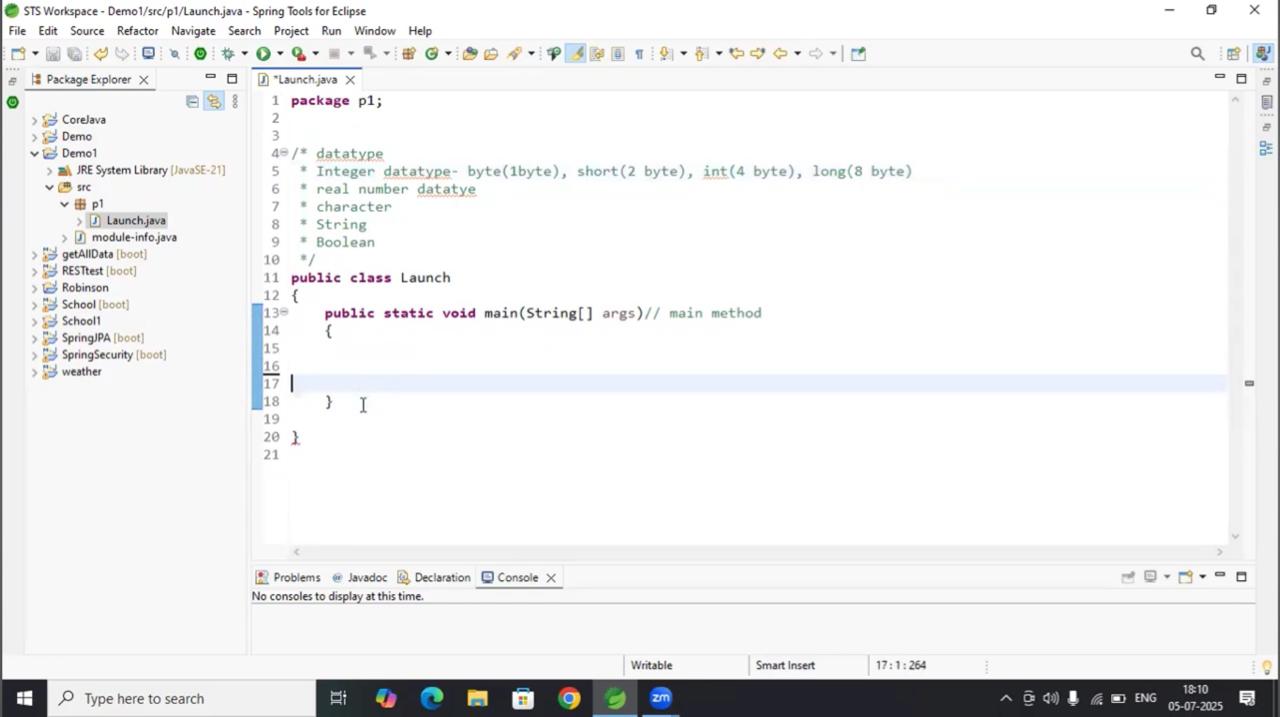 STS Workspace - Demo1/src/p1/Launch.java - Spring Tools for Eclipse
File Edit Source Refactor Navigate Search Project Run Window Help
Package Explorer
CoreJava
Demo
Demo1
JRE System Library [JavaSE-21]
src
p1
Launch.java
module-info.java
getAllData [boot]
RESTtest [boot]
Robinson
School [boot]
School1
SpringJPA [boot]
SpringSecurity [boot]
weather
*Launch.java
1 package p1;
2
3
4 /* datatype
5 * Integer datatype- byte(1byte), short(2 byte), int(4 byte), long(8 byte)
6 * real number datatye
7 * character
8 * String
9 * Boolean
10 */
11 public class Launch
12 {
13 public static void main(String[] args)// main method
14 {
15
16
17
18 }
19
20 }
21
Problems @ Javadoc Declaration Console
No consoles to display at this time.
Writable Smart Insert 17 : 1 : 264
Type here to search
zm
ENG
18:10
05-07-2025